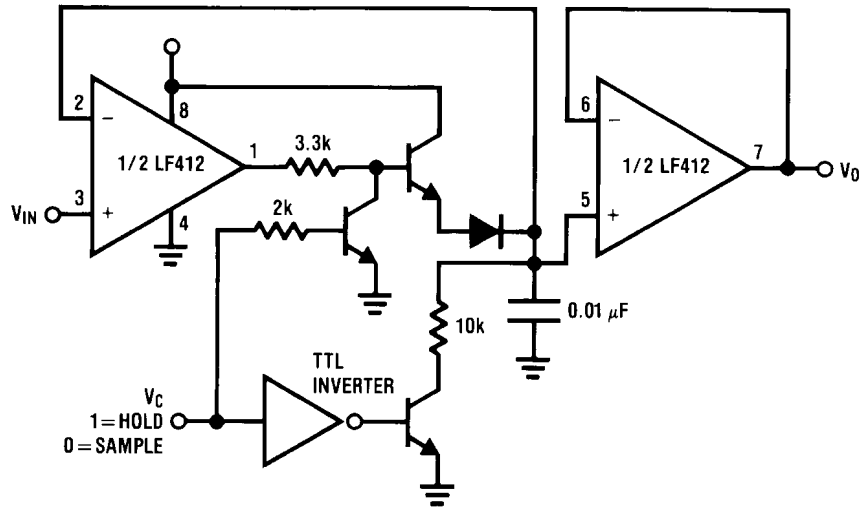 2
8
−
1/2 LF412
1
3.3k
VIN
3
+
4
2k
6
−
1/2 LF412
7
VO
5
+
10k
0.01 μF
TTL
INVERTER
VC
1=HOLD
0=SAMPLE